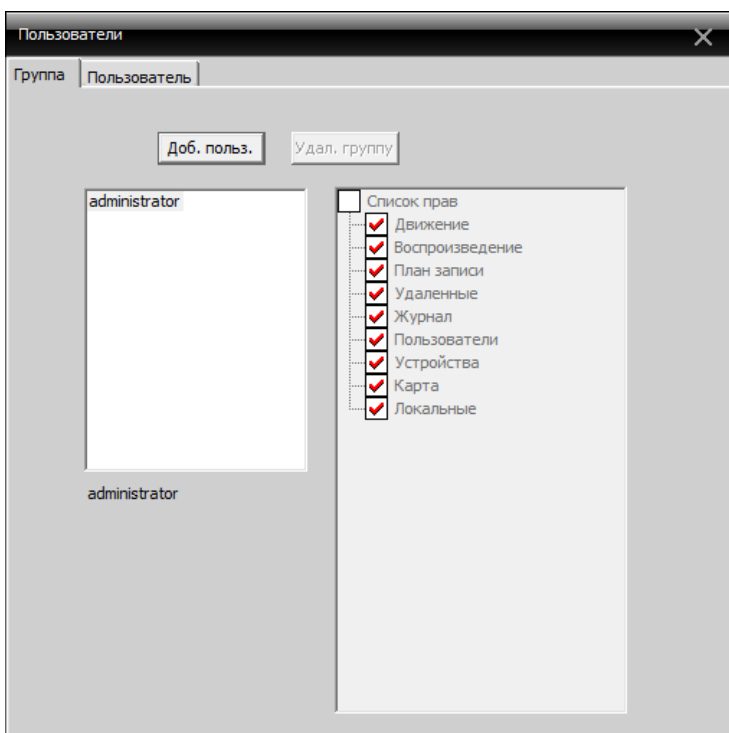 Пользователи
Группа Пользователь
Доб. польз. Удал. группу
administrator
Список прав
Движение
Воспроизведение
План записи
Удаленные
Журнал
Пользователи
Устройства
Карта
Локальные
administrator